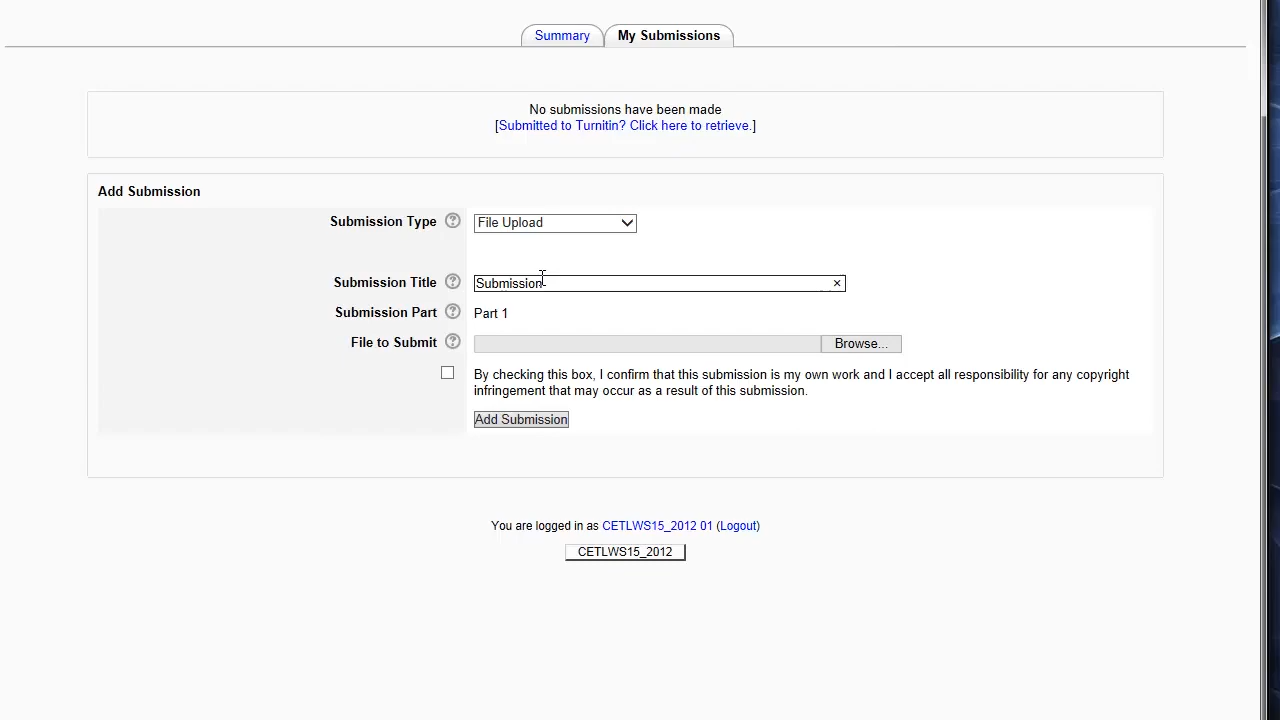 Summary My Submissions
No submissions have been made
[Submitted to Turnitin? Click here to retrieve.]
Add Submission
Submission Type File Upload
Submission Title Submission ×
Submission Part Part 1
File to Submit Browse...
By checking this box, I confirm that this submission is my own work and I accept all responsibility for any copyright
infringement that may occur as a result of this submission.
Add Submission
You are logged in as CETLWS15_2012 01 (Logout)
CETLWS15_2012